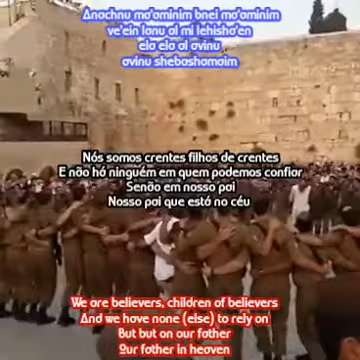 Anachnu ma'aminim bnei ma'aminim
ve'ein lanu al mi lehisha'en
ela ela al avinu
avinu shebashamaim
Nós somos crentes filhos de crentes
E não há ninguém em quem podemos confiar
Senão em nosso pai
Nosso pai que está no céu
We are believers, children of believers
And we have none (else) to rely on
But but on our father
Our father in heaven